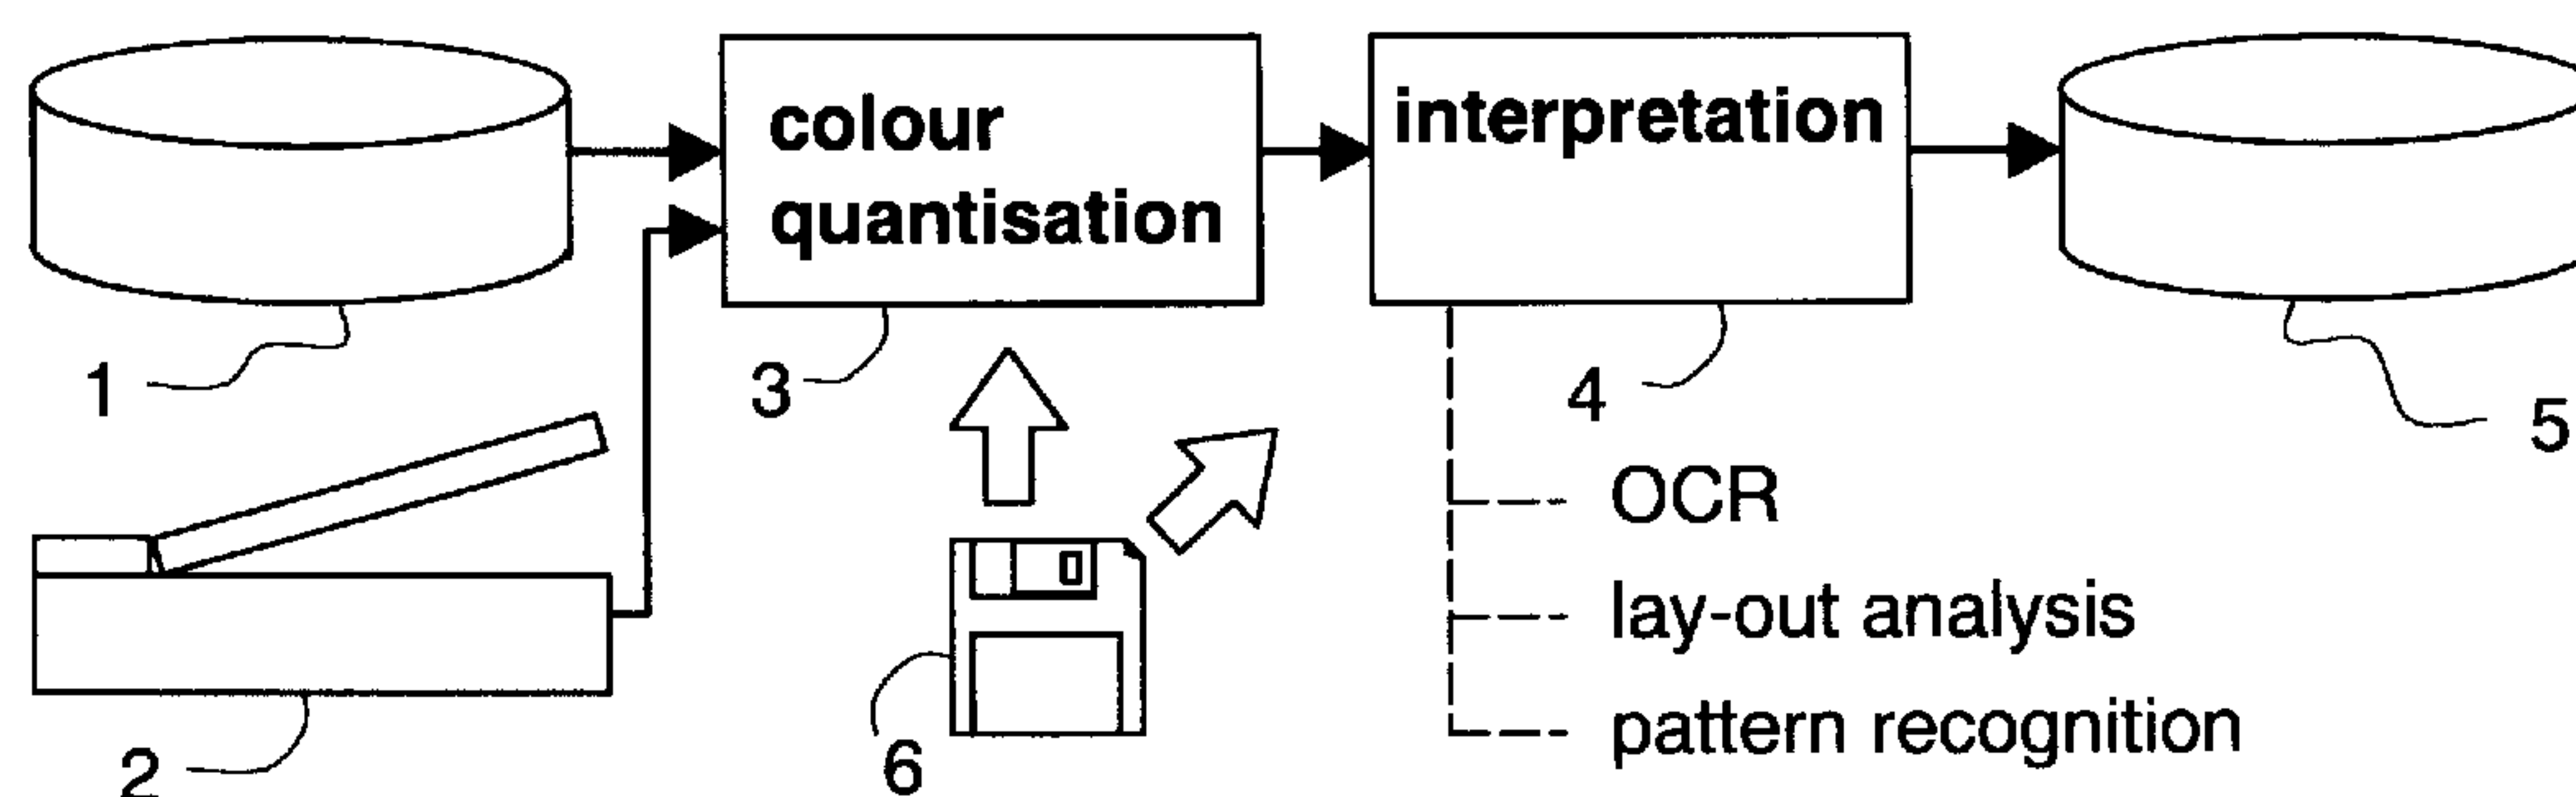 colour
quantisation
interpretation
1
3
4
5
OCR
lay-out analysis
pattern recognition
2
6